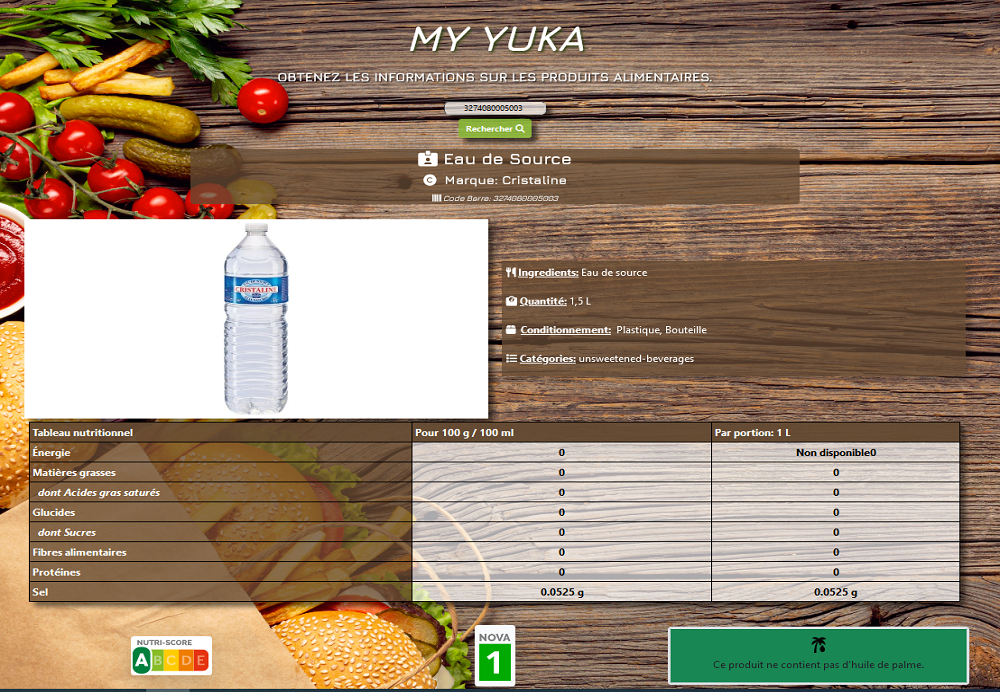 MY YUKA
OBTENEZ LES INFORMATIONS SUR LES PRODUITS ALIMENTAIRES.
3274080005003
Rechercher
Eau de Source
Marque: Cristaline
Code Barre: 3274080005003
CRISTALINE
Ingredients: Eau de source
Quantité: 1,5 L
Conditionnement: Plastique, Bouteille
Catégories: unsweetened-beverages
Tableau nutritionnel Pour 100 g / 100 ml Par portion: 1 L
Énergie 0 Non disponible0
Matières grasses 0 0
dont Acides gras saturés 0 0
Glucides 0 0
dont Sucres 0 0
Fibres alimentaires 0 0
Protéines 0 0
Sel 0.0525 g 0.0525 g
NUTRI-SCORE
A B C D E
NOVA
1
Ce produit ne contient pas d'huile de palme.